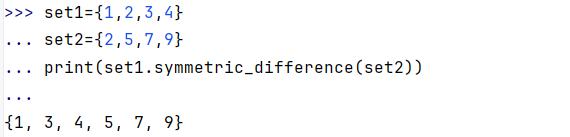 >>> set1={1,2,3,4}
... set2={2,5,7,9}
... print(set1.symmetric_difference(set2))
...
{1, 3, 4, 5, 7, 9}